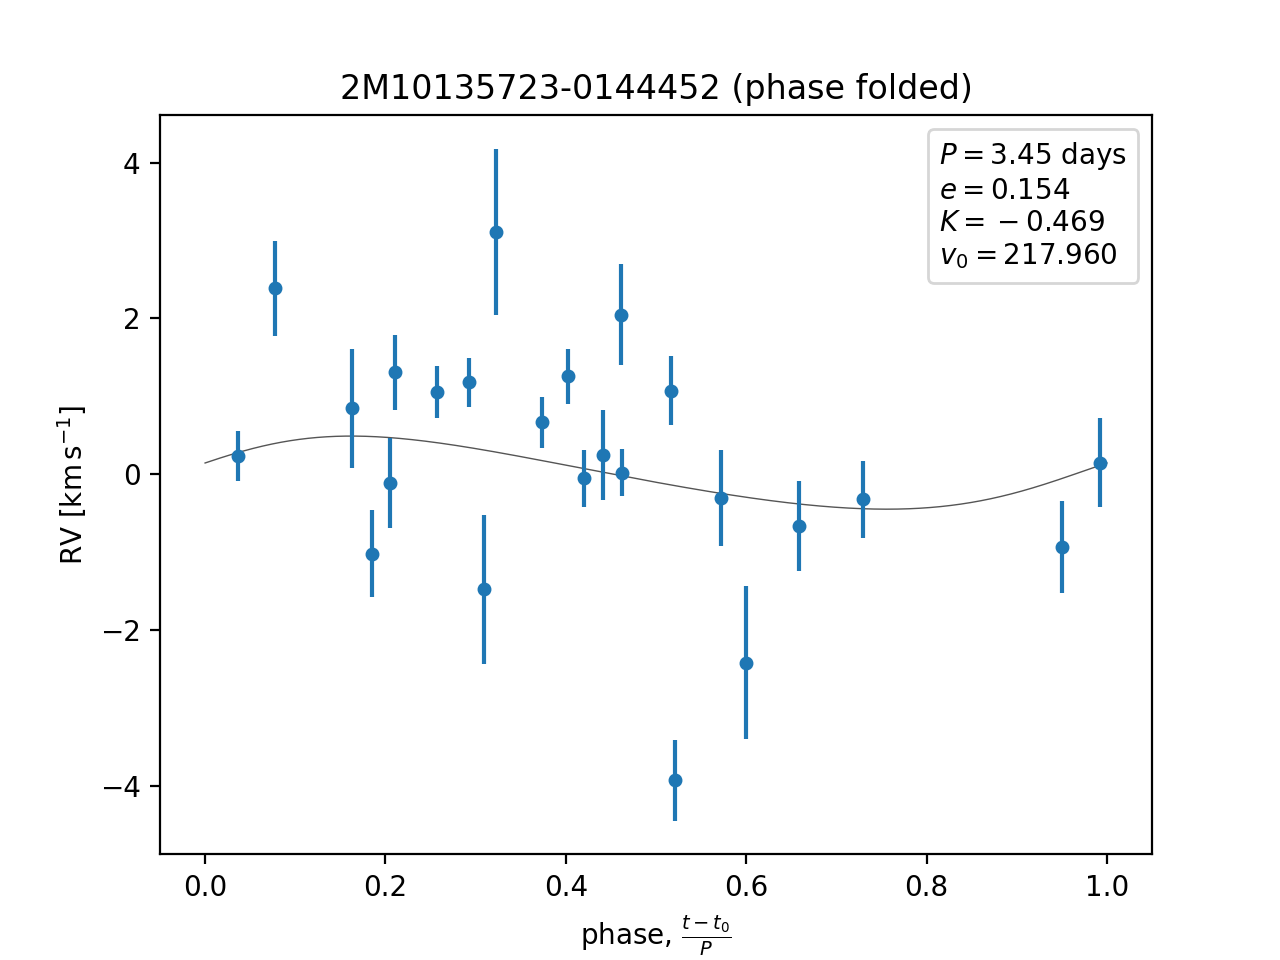 2M10135723-0144452 (phase folded)
P = 3.45 days
e = 0.154
K = −0.469
v₀ = 217.960
4
2
0
−2
−4
RV [km s⁻¹]
0.0 0.2 0.4 0.6 0.8 1.0
phase, (t − t₀)/P